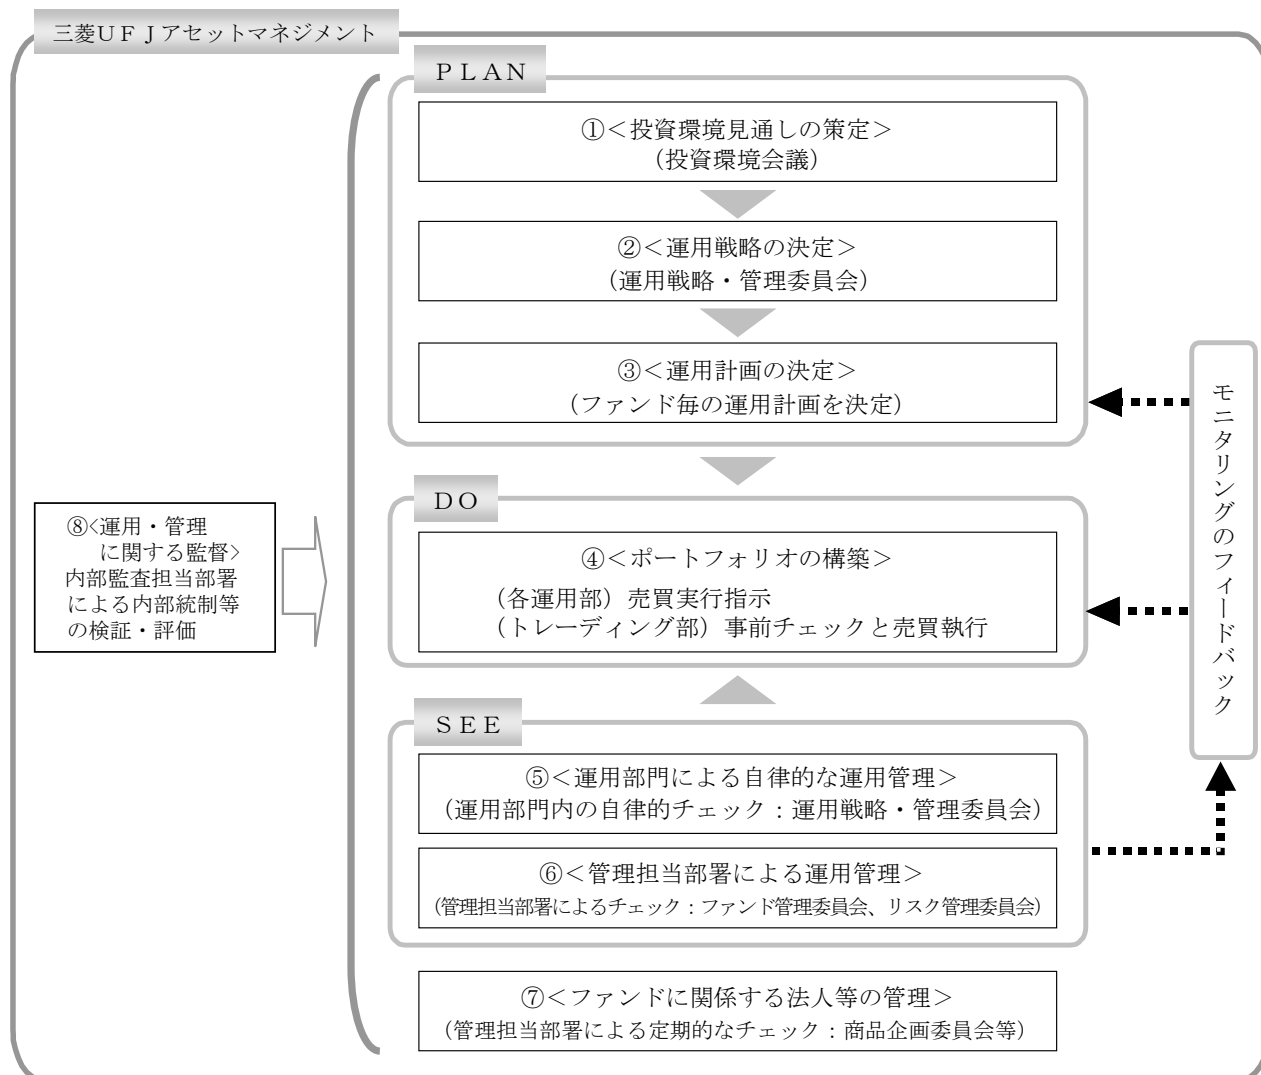 三菱UFJアセットマネジメント
PLAN
①＜投資環境見通しの策定＞
（投資環境会議）
②＜運用戦略の決定＞
（運用戦略・管理委員会）
③＜運用計画の決定＞
（ファンド毎の運用計画を決定）
DO
④＜ポートフォリオの構築＞
（各運用部）売買実行指示
（トレーディング部）事前チェックと売買執行
SEE
⑤＜運用部門による自律的な運用管理＞
（運用部門内の自律的チェック：運用戦略・管理委員会）
⑥＜管理担当部署による運用管理＞
（管理担当部署によるチェック：ファンド管理委員会、リスク管理委員会）
⑦＜ファンドに関係する法人等の管理＞
（管理担当部署による定期的なチェック：商品企画委員会等）
⑧<運用・管理
に関する監督>
内部監査担当部署
による内部統制等
の検証・評価
モニタリングのフィードバック